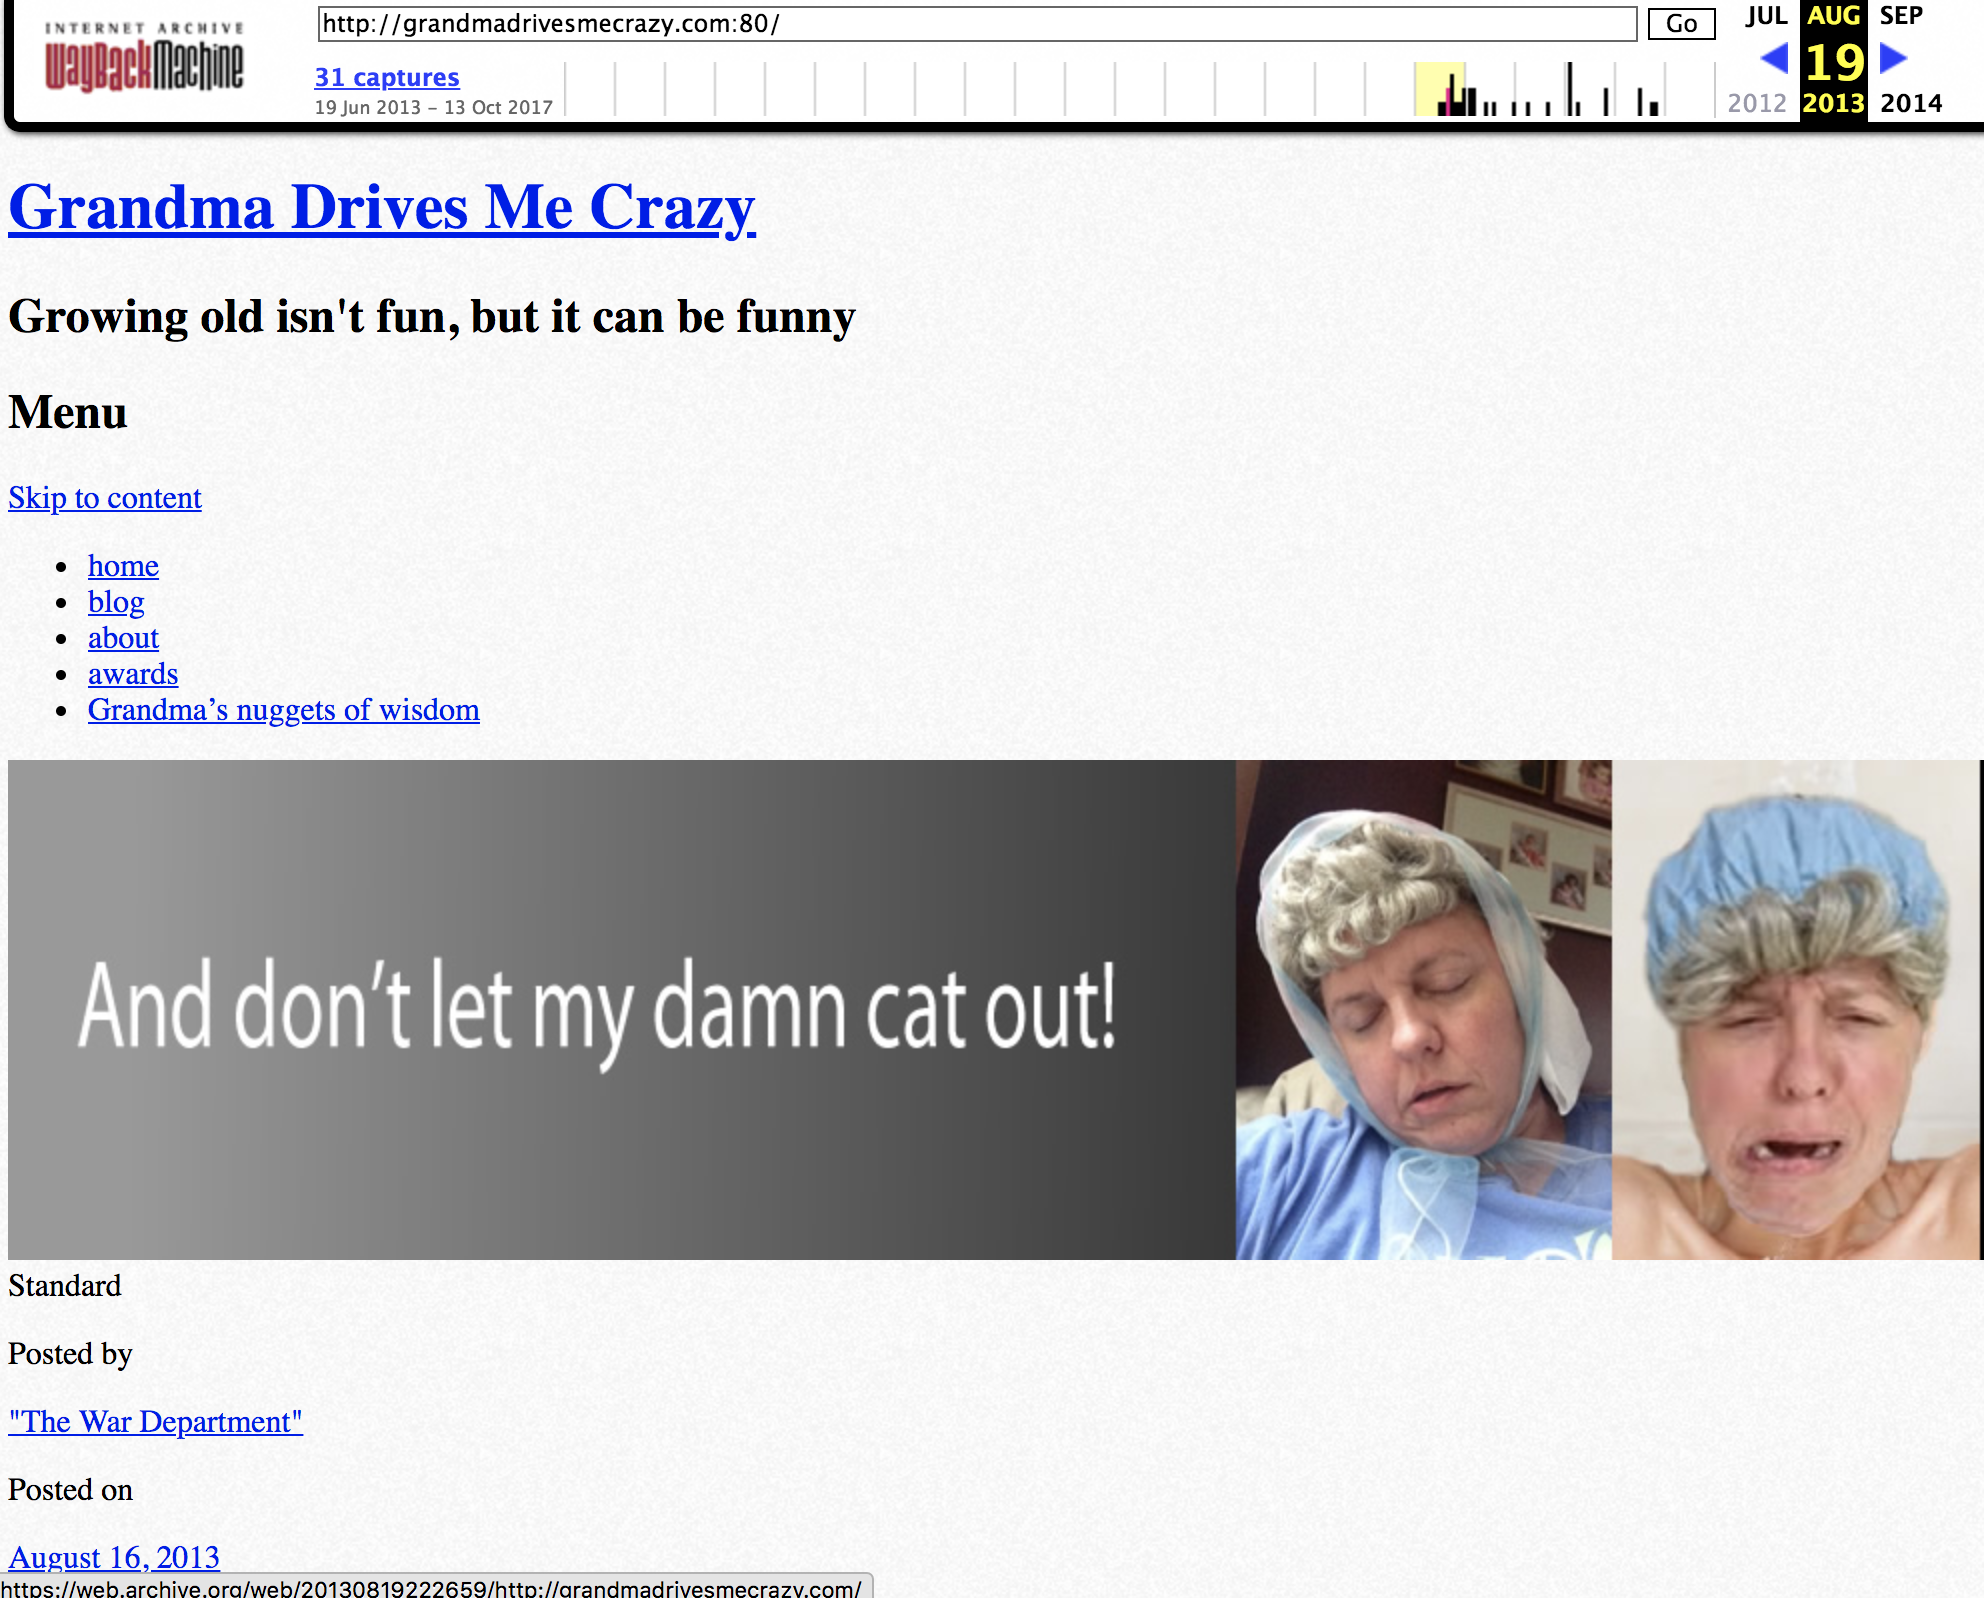 INTERNET ARCHIVE
WayBackMachine
http://grandmadrivesmecrazy.com:80/
Go
JUL AUG SEP
31 captures
19
19 Jun 2013 – 13 Oct 2017
2012 2013 2014
Grandma Drives Me Crazy
Growing old isn't fun, but it can be funny
Menu
Skip to content
home
blog
about
awards
Grandma’s nuggets of wisdom
And don’t let my damn cat out!
Standard
Posted by
"The War Department"
Posted on
August 16, 2013
https://web.archive.org/web/20130819222659/http://grandmadrivesmecrazy.com/